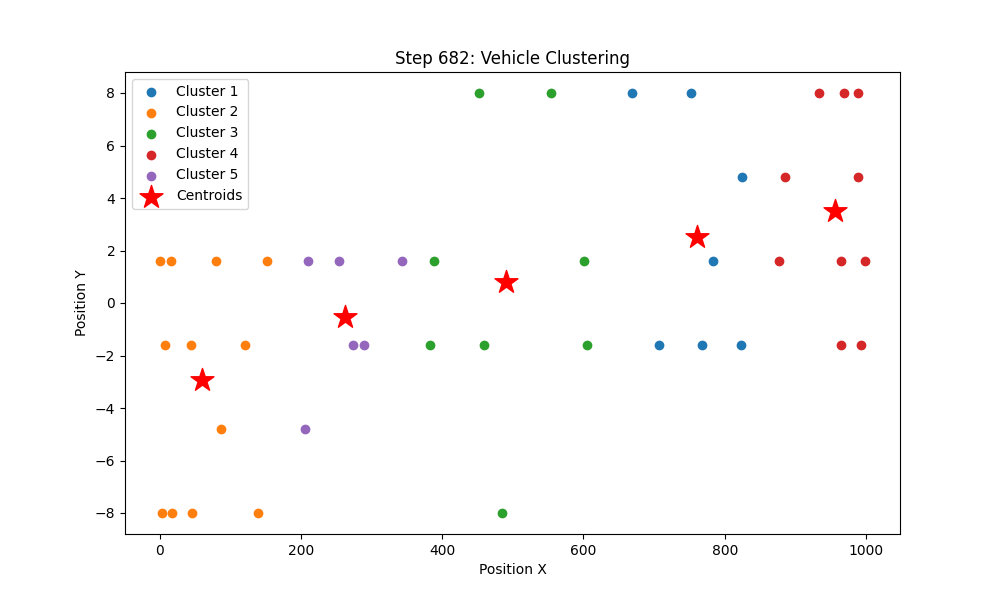 Step 682: Vehicle Clustering
Cluster 1
Cluster 2
Cluster 3
Cluster 4
Cluster 5
Centroids
Position Y
8
6
4
2
0
−2
−4
−6
−8
0 200 400 600 800 1000
Position X